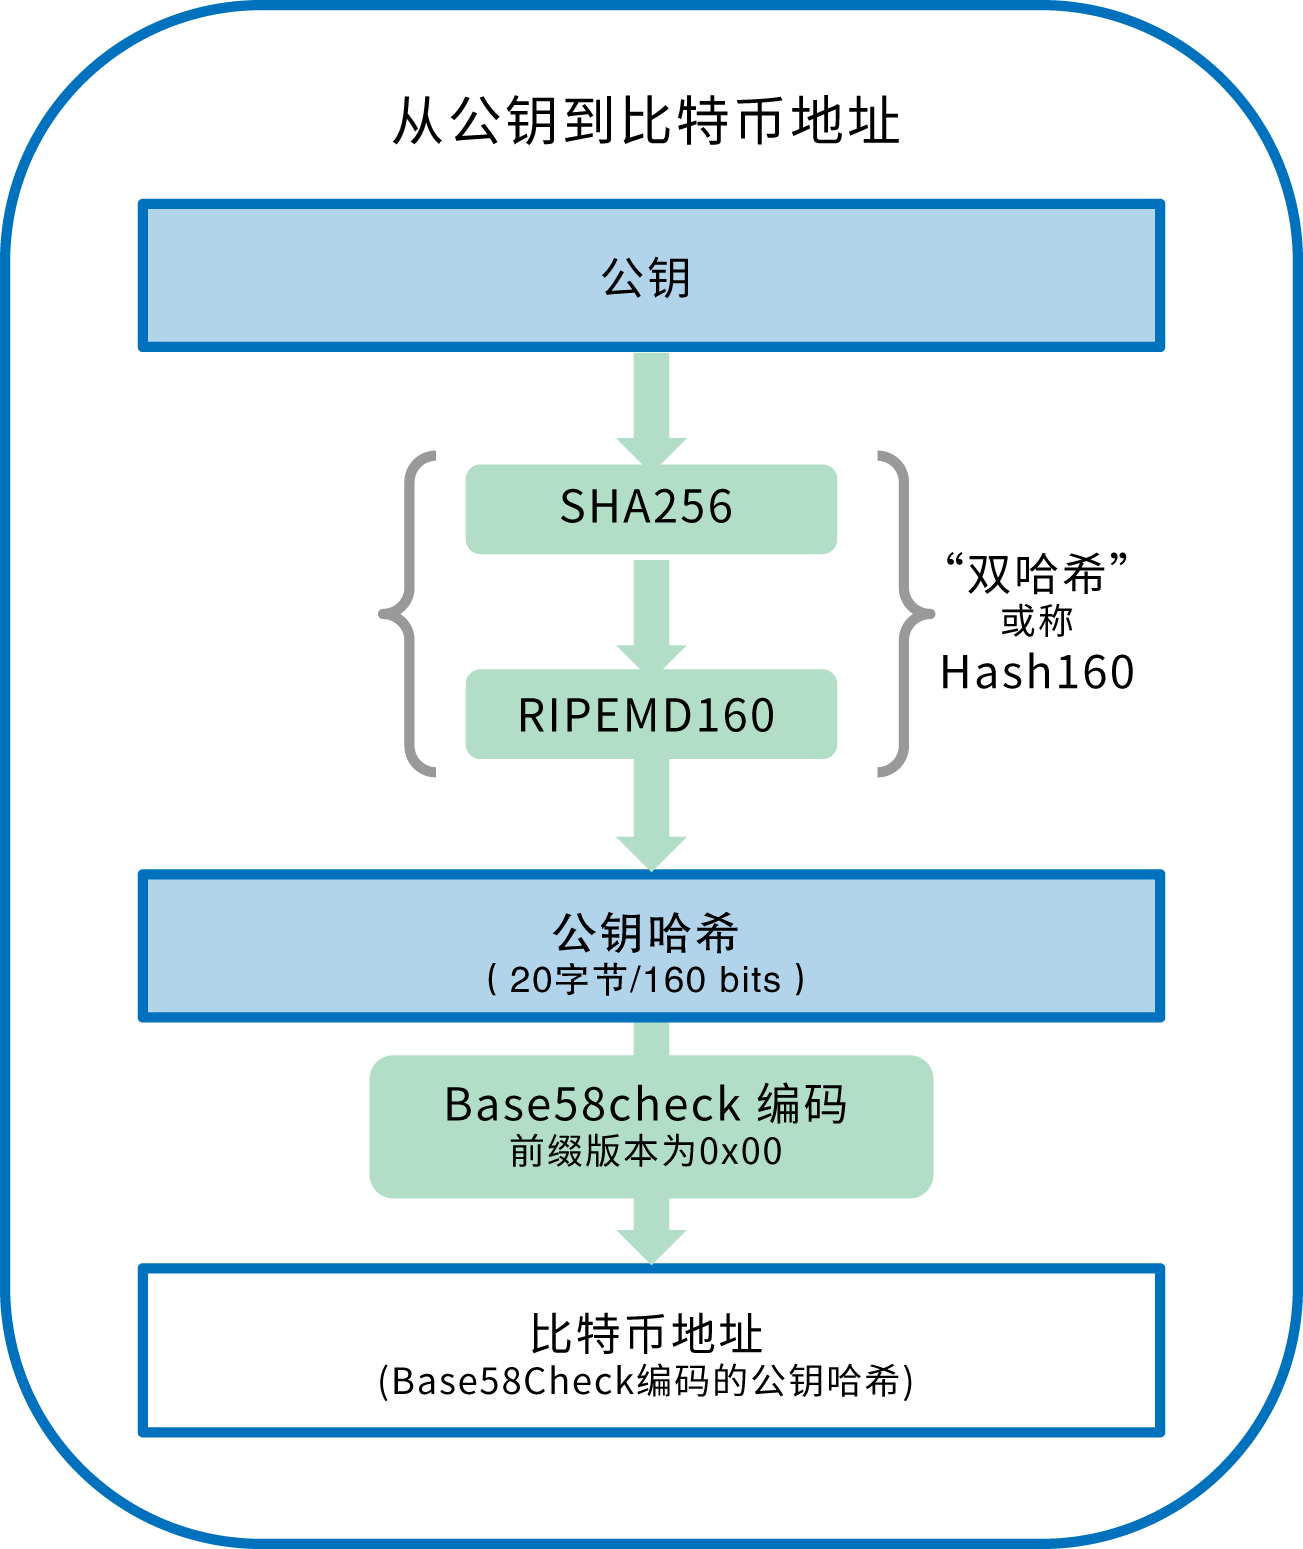 从公钥到比特币地址
公钥
SHA256
RIPEMD160
“双哈希”
或称
Hash160
公钥哈希
( 20字节/160 bits )
Base58check 编码
前缀版本为0x00
比特币地址
(Base58Check编码的公钥哈希)